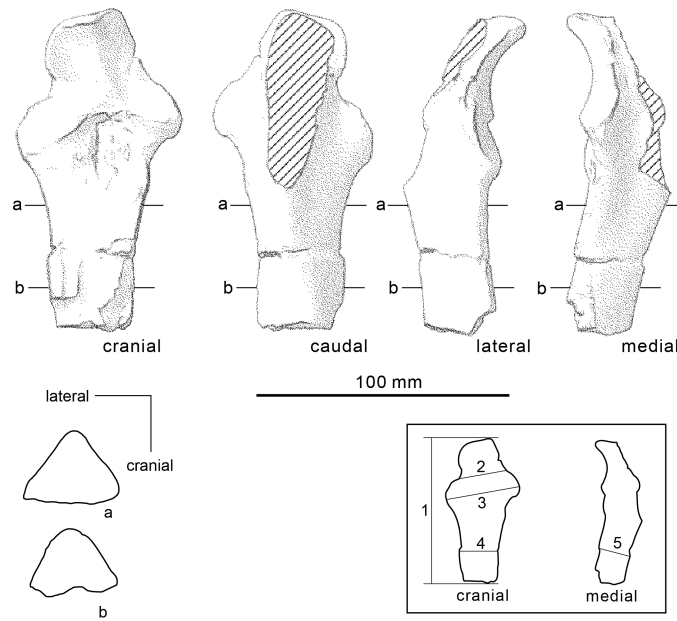 a a a a
b b b b
cranial caudal lateral medial
100 mm
lateral
cranial
a
b
1 2 3 4 5
cranial medial